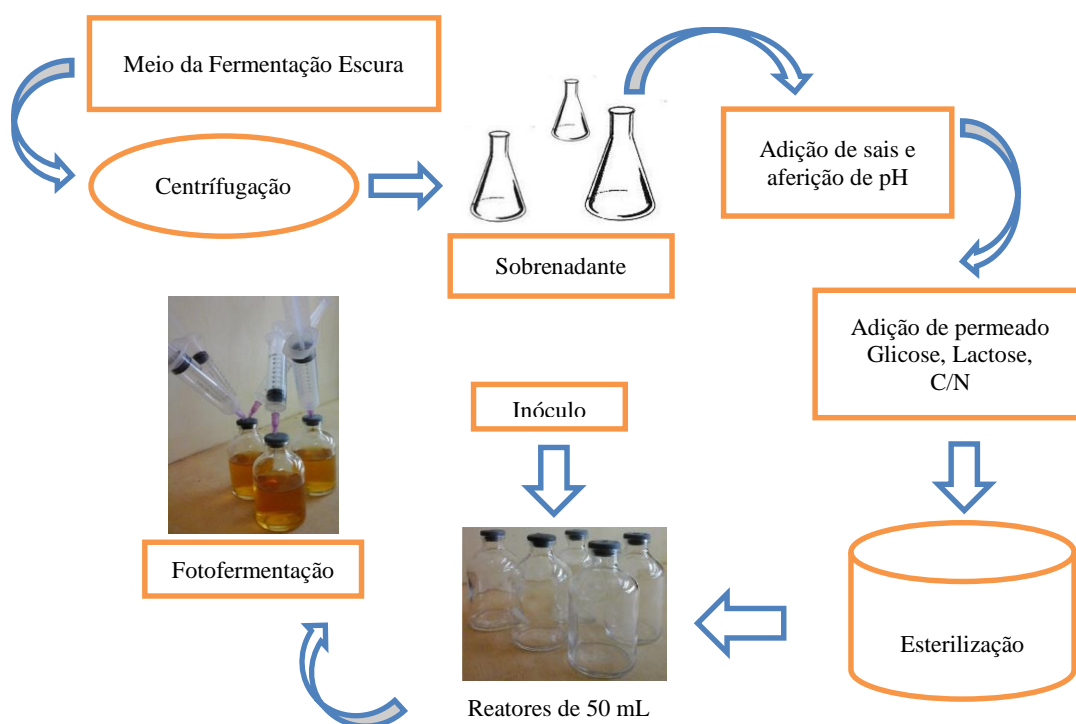 Meio da Fermentação Escura
Centrífugação
Sobrenadante
Adição de sais e
aferição de pH
Adição de permeado
Glicose, Lactose,
C/N
Esterilização
Inóculo
Reatores de 50 mL
Fotofermentação